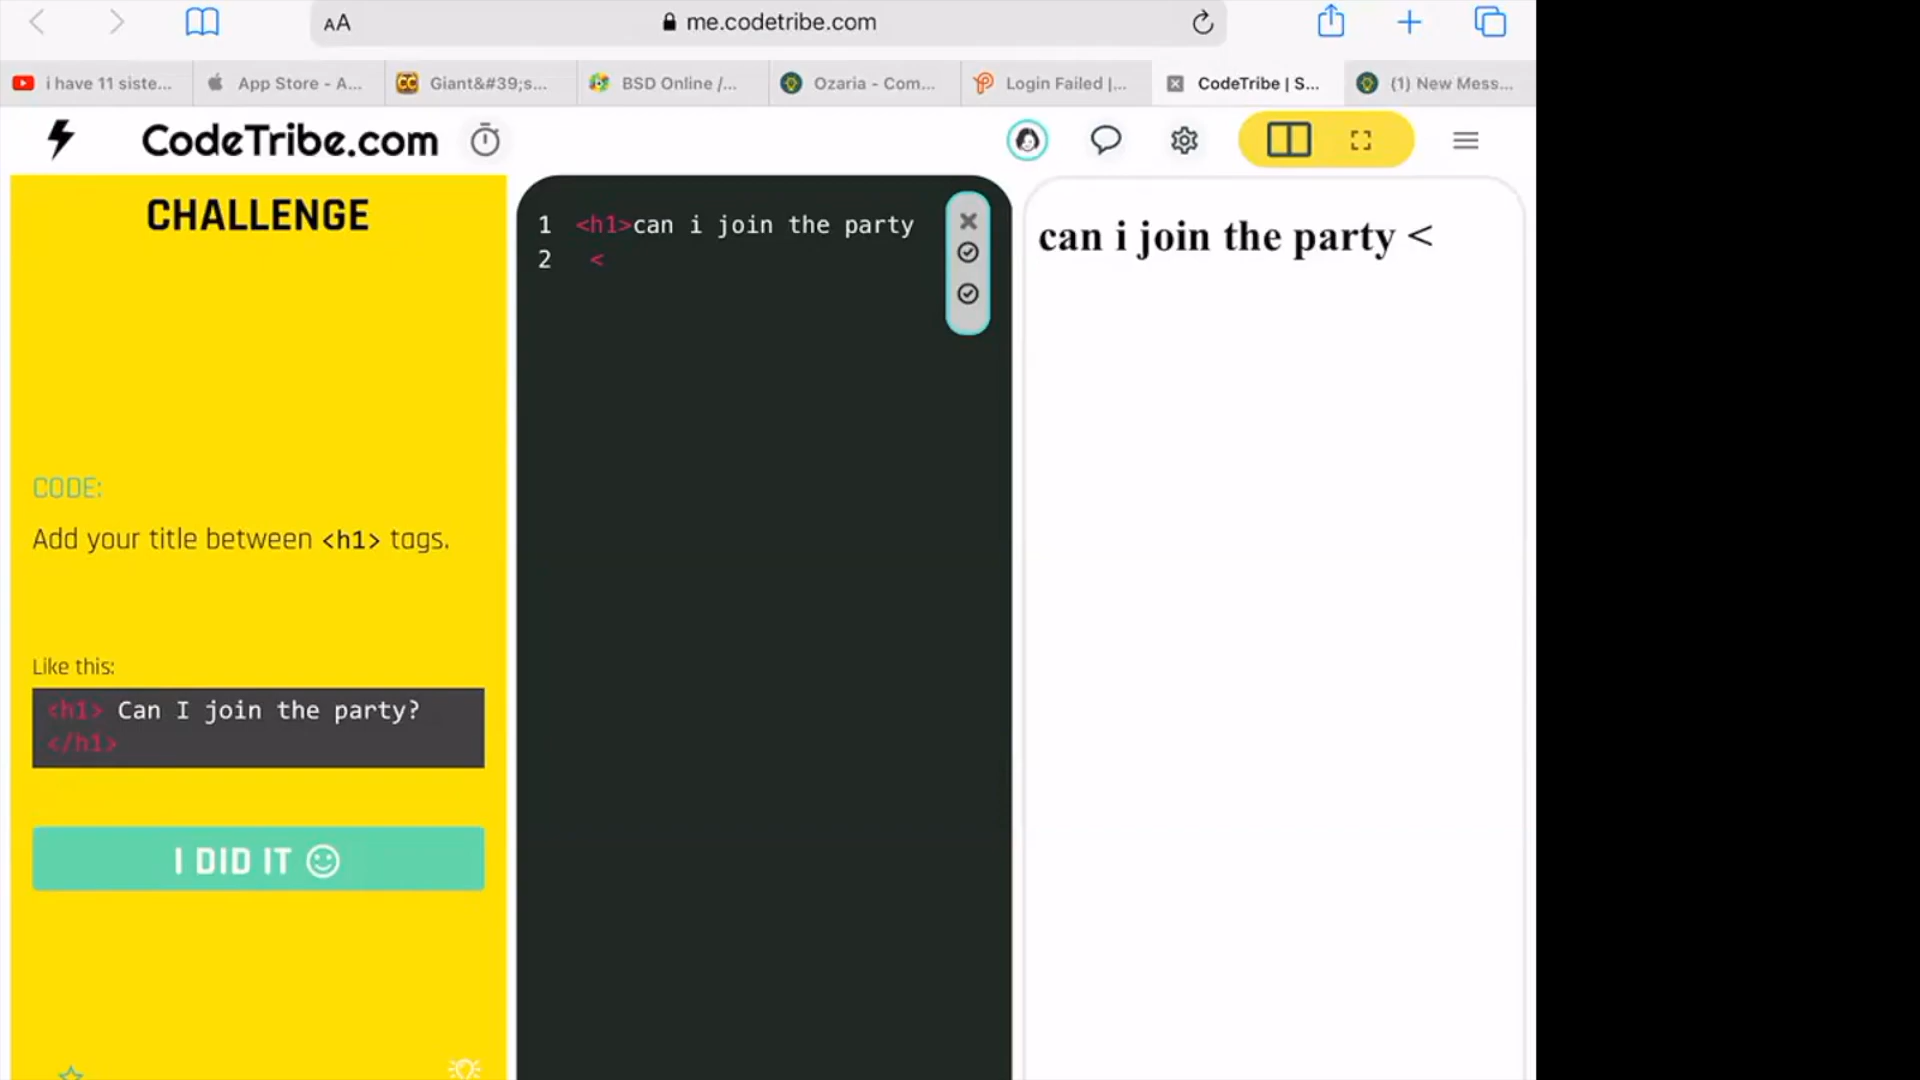 AA
me.codetribe.com
i have 11 siste...
App Store - A...
Giant&#39;s...
BSD Online /...
Ozaria - Com...
Login Failed |...
CodeTribe | S...
(1) New Mess...
CodeTribe.com
CHALLENGE
CODE:
Add your title between <h1> tags.
Like this:
<h1> Can I join the party?
</h1>
I DID IT
1 <h1>can i join the party
2 <
can i join the party <